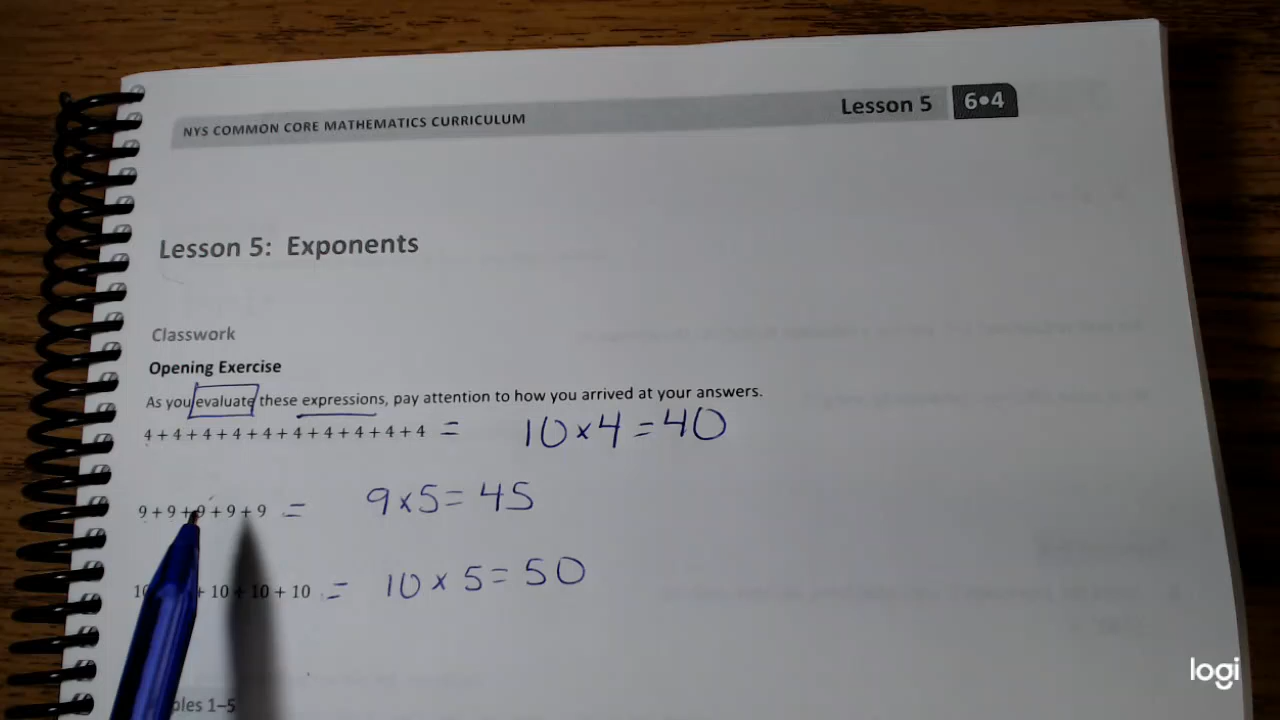 NYS COMMON CORE MATHEMATICS CURRICULUM Lesson 5 6•4
Lesson 5: Exponents
Classwork
Opening Exercise
As you evaluate these expressions, pay attention to how you arrived at your answers.
4 + 4 + 4 + 4 + 4 + 4 + 4 + 4 + 4 + 4 = 10 × 4 = 40
9 + 9 + 9 + 9 + 9 = 9 × 5 = 45
+ 10 + 10 + 10 = 10 × 5 = 50
1–5
logi